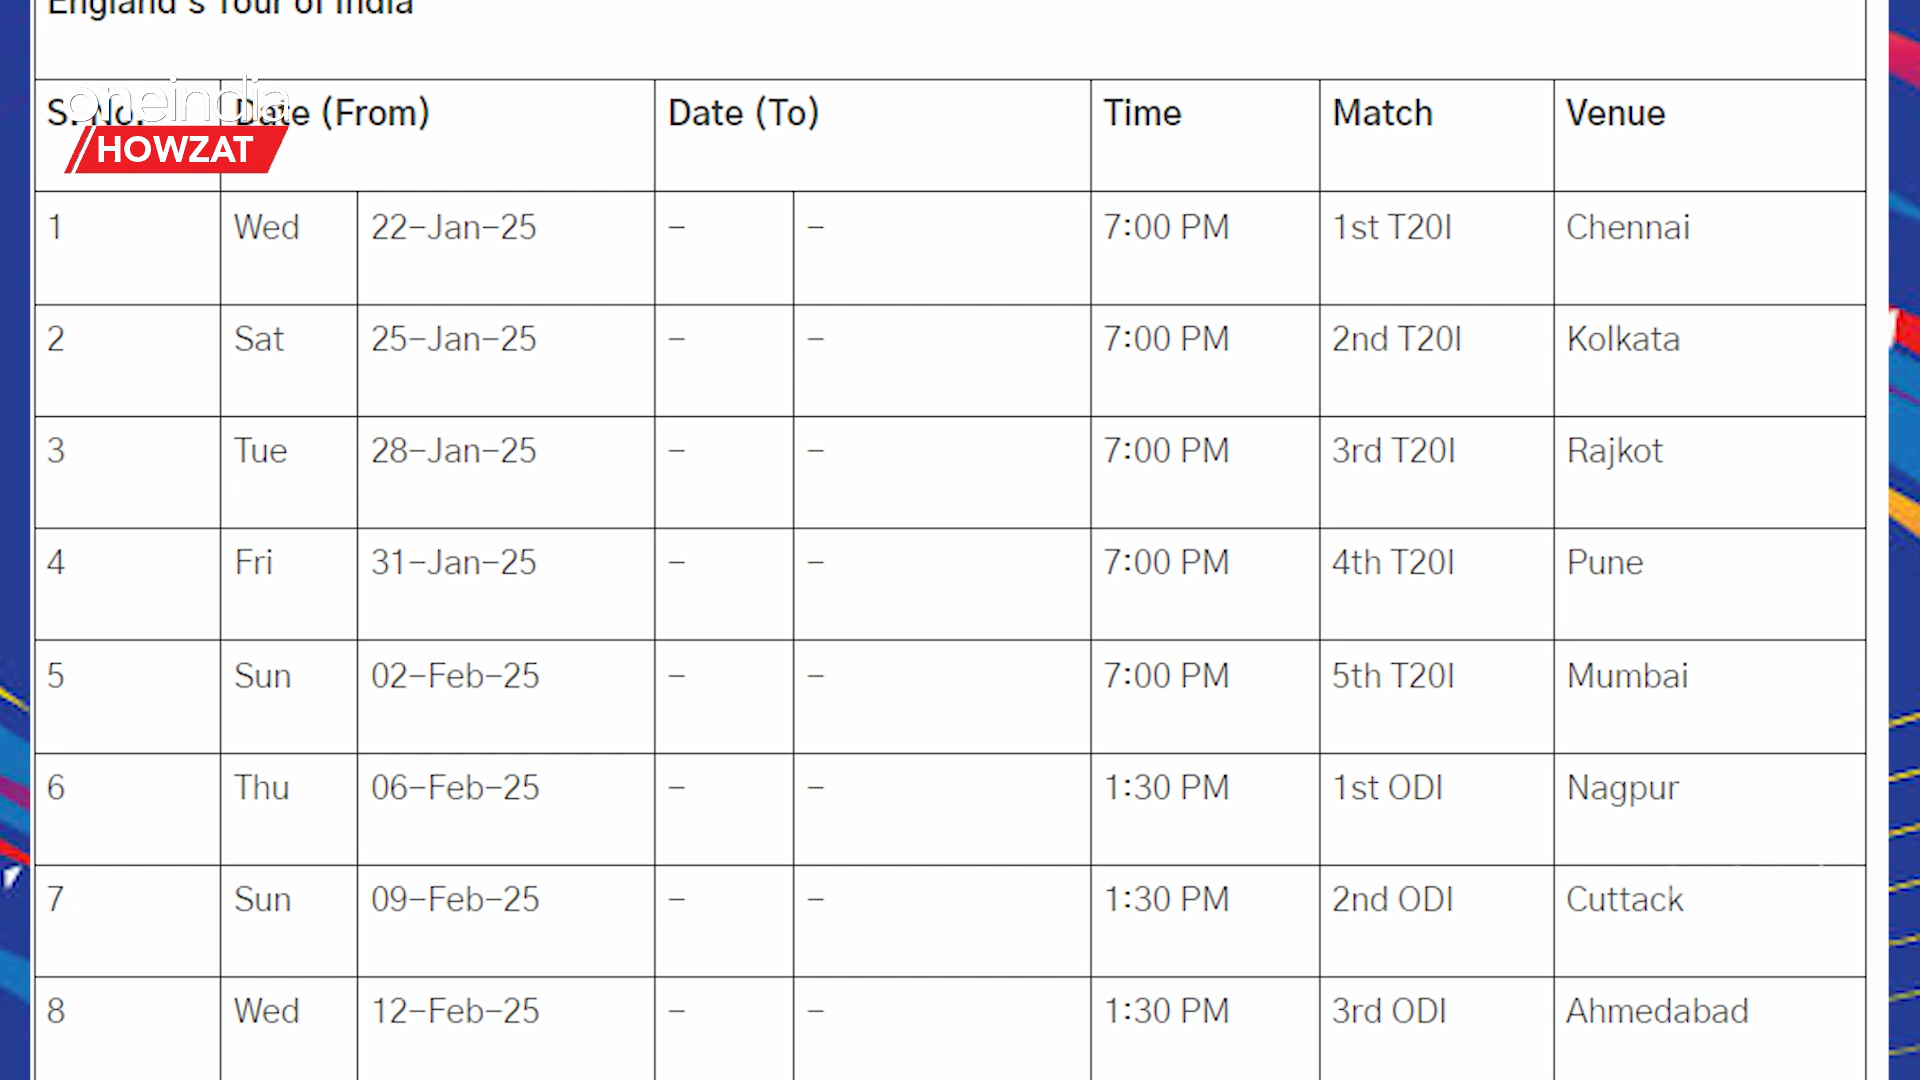 England's Tour of India
S. No. Date (From) Date (To) Time Match Venue
oneindia
HOWZAT
1 Wed 22-Jan-25 - - 7:00 PM 1st T20I Chennai
2 Sat 25-Jan-25 - - 7:00 PM 2nd T20I Kolkata
3 Tue 28-Jan-25 - - 7:00 PM 3rd T20I Rajkot
4 Fri 31-Jan-25 - - 7:00 PM 4th T20I Pune
5 Sun 02-Feb-25 - - 7:00 PM 5th T20I Mumbai
6 Thu 06-Feb-25 - - 1:30 PM 1st ODI Nagpur
7 Sun 09-Feb-25 - - 1:30 PM 2nd ODI Cuttack
8 Wed 12-Feb-25 - - 1:30 PM 3rd ODI Ahmedabad